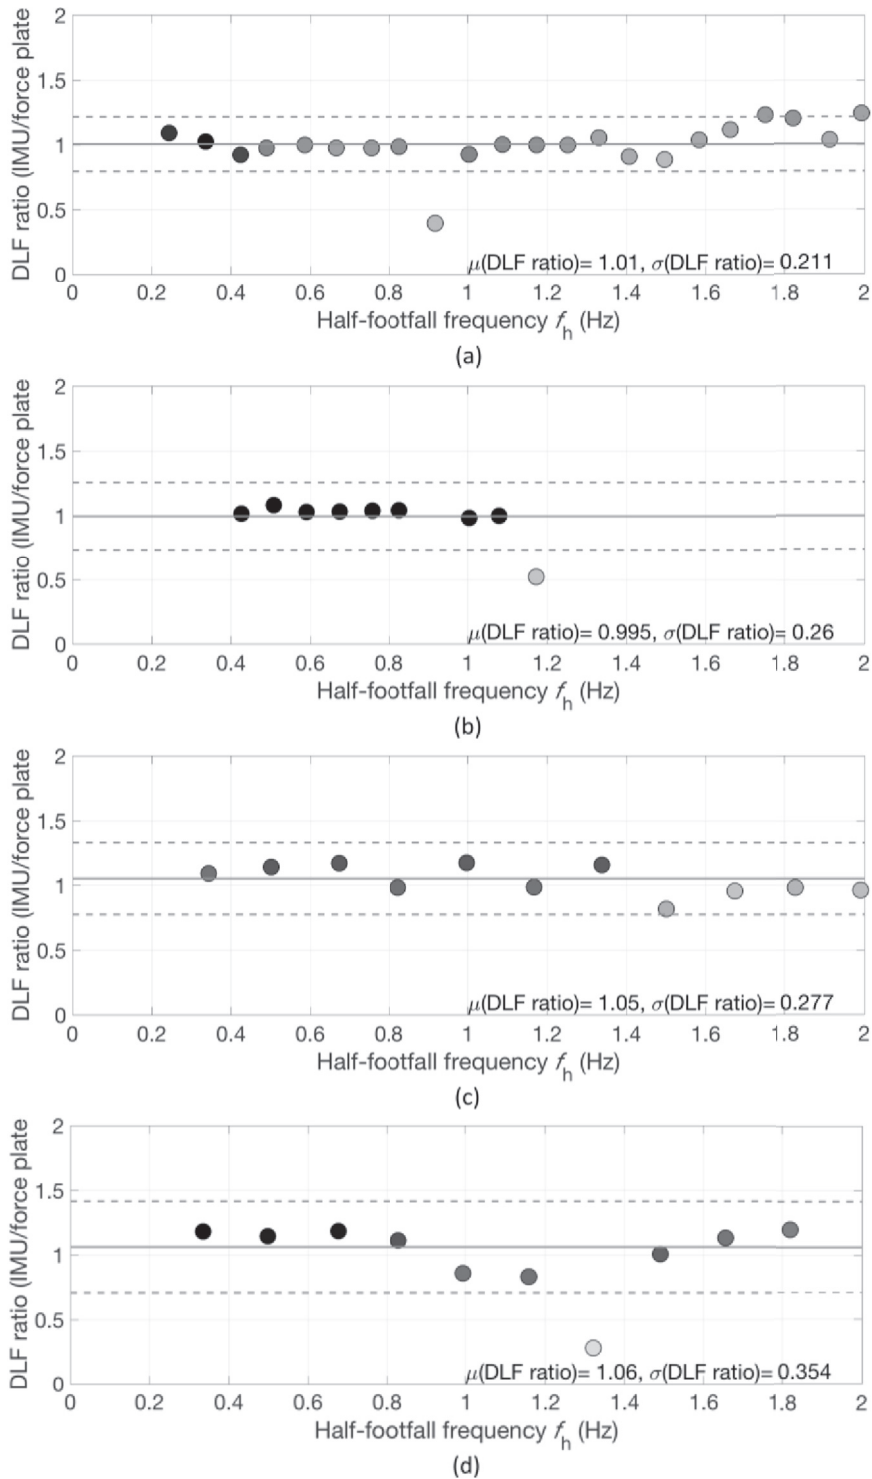 2
1.5
1
0.5
0
DLF ratio (IMU/force plate
μ(DLF ratio)= 1.01, σ(DLF ratio)= 0.211
0 0.2 0.4 0.6 0.8 1 1.2 1.4 1.6 1.8 2
Half-footfall frequency fh (Hz)
(a)
2
1.5
1
0.5
0
DLF ratio (IMU/force plate
μ(DLF ratio)= 0.995, σ(DLF ratio)= 0.26
0 0.2 0.4 0.6 0.8 1 1.2 1.4 1.6 1.8 2
Half-footfall frequency fh (Hz)
(b)
2
1.5
1
0.5
0
DLF ratio (IMU/force plate
μ(DLF ratio)= 1.05, σ(DLF ratio)= 0.277
0 0.2 0.4 0.6 0.8 1 1.2 1.4 1.6 1.8 2
Half-footfall frequency fh (Hz)
(c)
2
1.5
1
0.5
0
DLF ratio (IMU/force plate
μ(DLF ratio)= 1.06, σ(DLF ratio)= 0.354
0 0.2 0.4 0.6 0.8 1 1.2 1.4 1.6 1.8 2
Half-footfall frequency fh (Hz)
(d)